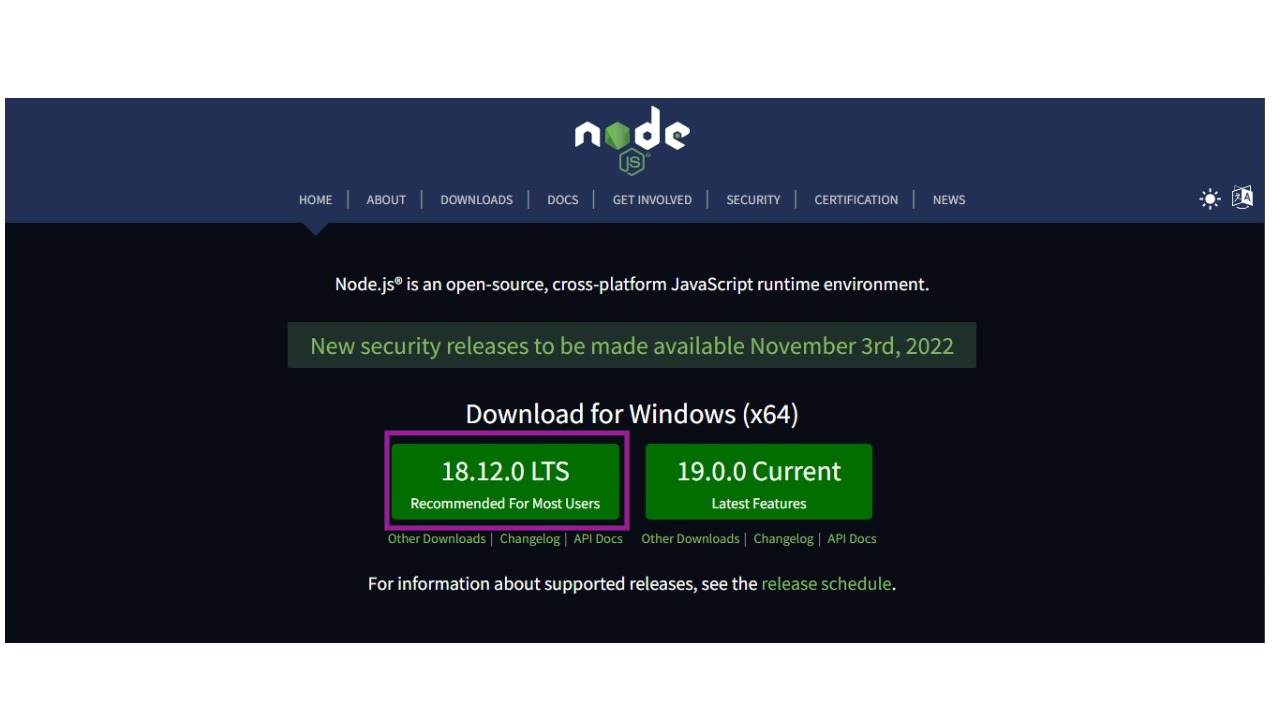 node
JS®
HOME | ABOUT | DOWNLOADS | DOCS | GET INVOLVED | SECURITY | CERTIFICATION | NEWS
Node.js® is an open-source, cross-platform JavaScript runtime environment.
New security releases to be made available November 3rd, 2022
Download for Windows (x64)
18.12.0 LTS
Recommended For Most Users
19.0.0 Current
Latest Features
Other Downloads | Changelog | API Docs
Other Downloads | Changelog | API Docs
For information about supported releases, see the release schedule.